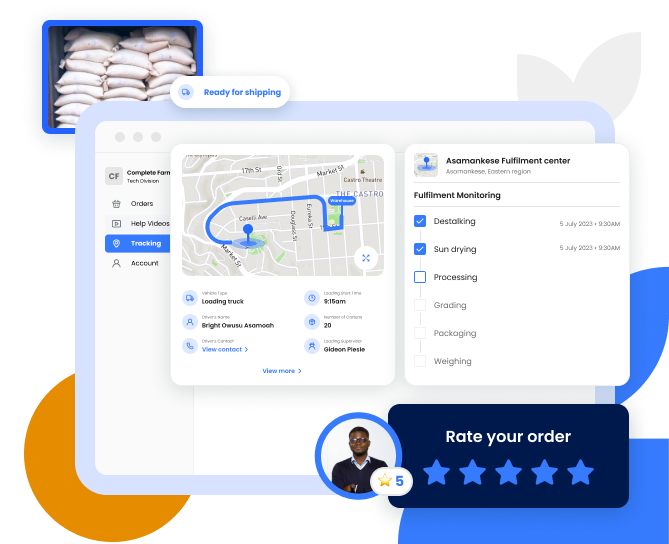 Ready for shipping
CF
Complete Farm
Tech Division
Orders
Help Videos
Tracking
Account
17th St
Market St
Castro Theatre
THE CASTRO
Warehouse
Caselli Ave
Douglass St
Eureka St
Market St
Vehicle Type
Loading truck
Loading Start Time
9:15am
Driver's Name
Bright Owusu Asamoah
Number of Cartons
20
Driver's Contact
View contact >
Loading Supervisor
Gideon Piesie
View more >
Asamankese Fulfilment center
Asamankese, Eastern region
Fulfilment Monitoring
Destalking
5 July 2023 • 9:30AM
Sun drying
5 July 2023 • 9:30AM
Processing
Grading
Packaging
Weighing
Rate your order
5